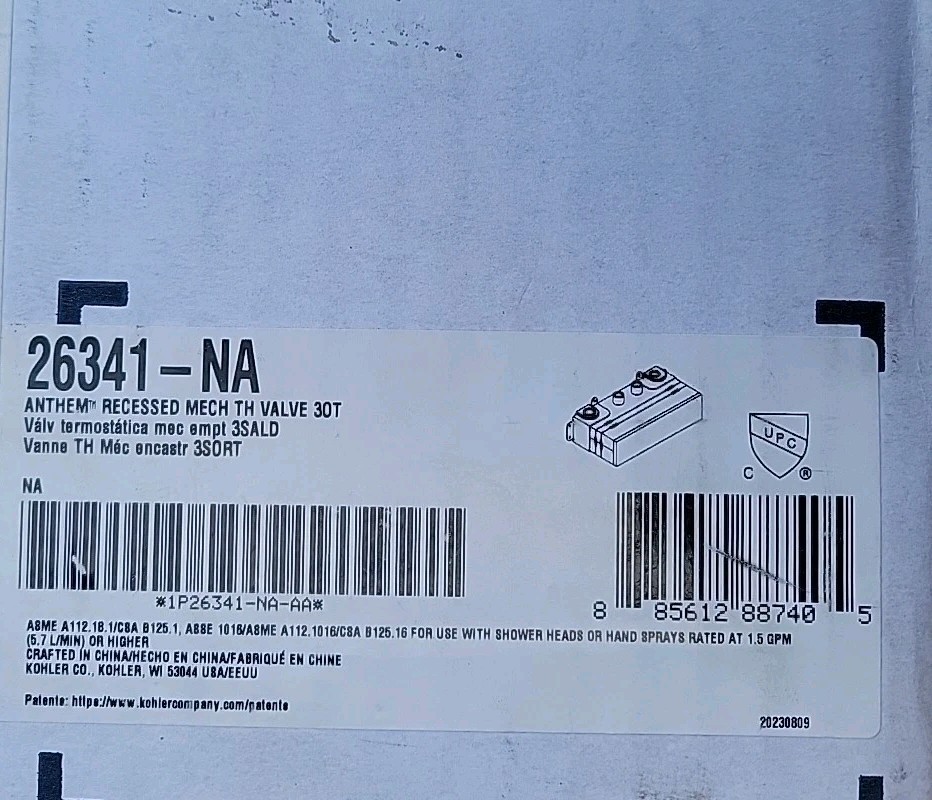 26341-NA
ANTHEM™ RECESSED MECH TH VALVE 3OT
Válv termostática mec empt 3SALD
Vanne TH Méc encastr 3SORT
UPC
C ®
NA
*1P26341-NA-AA*
8 85612 88740 5
ASME A112.18.1/CSA B125.1, ASSE 1016/ASME A112.1016/CSA B125.16 FOR USE WITH SHOWER HEADS OR HAND SPRAYS RATED AT 1.5 GPM
(5.7 L/MIN) OR HIGHER
CRAFTED IN CHINA/HECHO EN CHINA/FABRIQUÉ EN CHINE
KOHLER CO., KOHLER, WI 53044 USA/EEUU
Patents: https://www.kohlercompany.com/patents
20230809